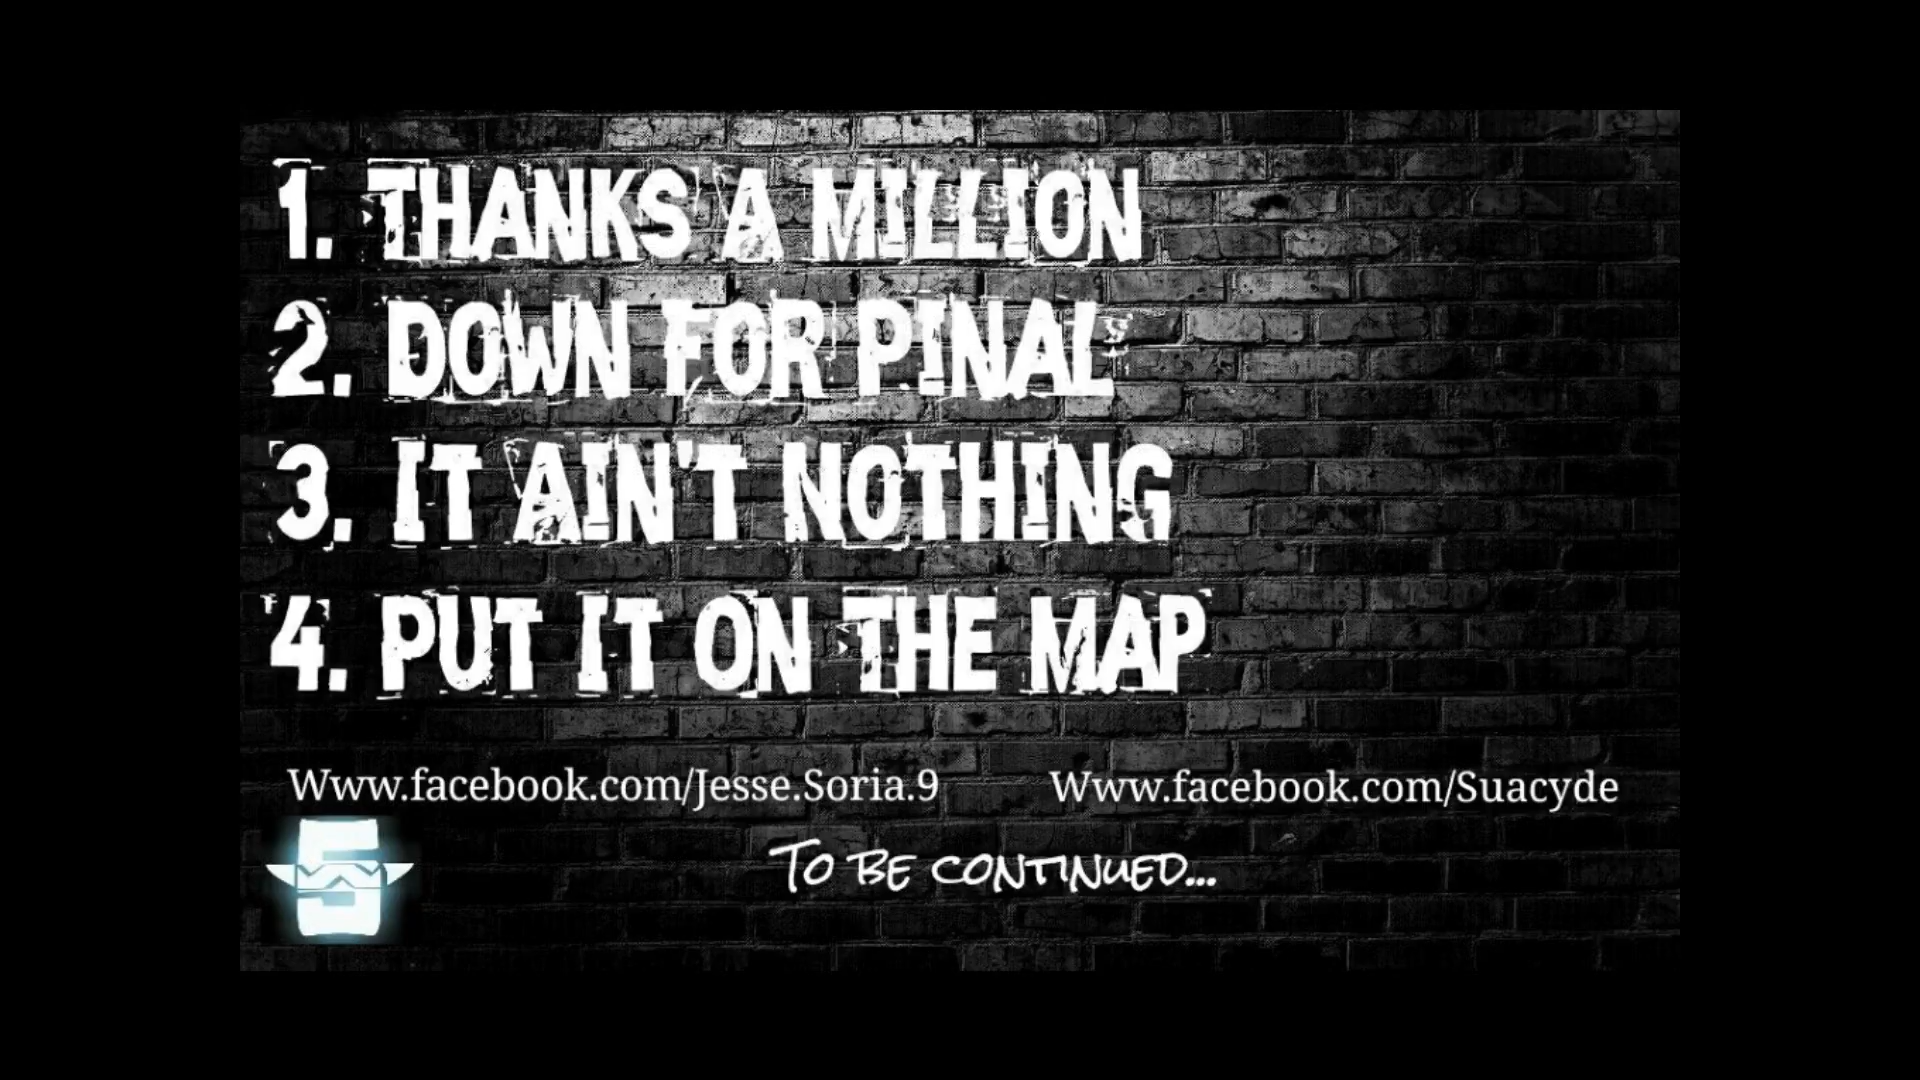 1. THANKS A MILLION
2. DOWN FOR PINAL
3. IT AIN'T NOTHING
4. PUT IT ON THE MAP
Www.facebook.com/Jesse.Soria.9
Www.facebook.com/Suacyde
5
To be continued...